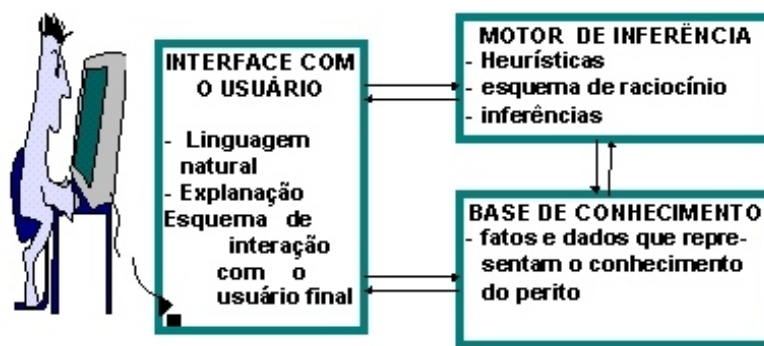 INTERFACE COM
O USUÁRIO
- Linguagem
natural
- Explanação
Esquema de
interação
com o
usuário final
MOTOR DE INFERÊNCIA
- Heurísticas
- esquema de raciocínio
- inferências
BASE DE CONHECIMENTO
- fatos e dados que repre-
sentam o conhecimento
do perito